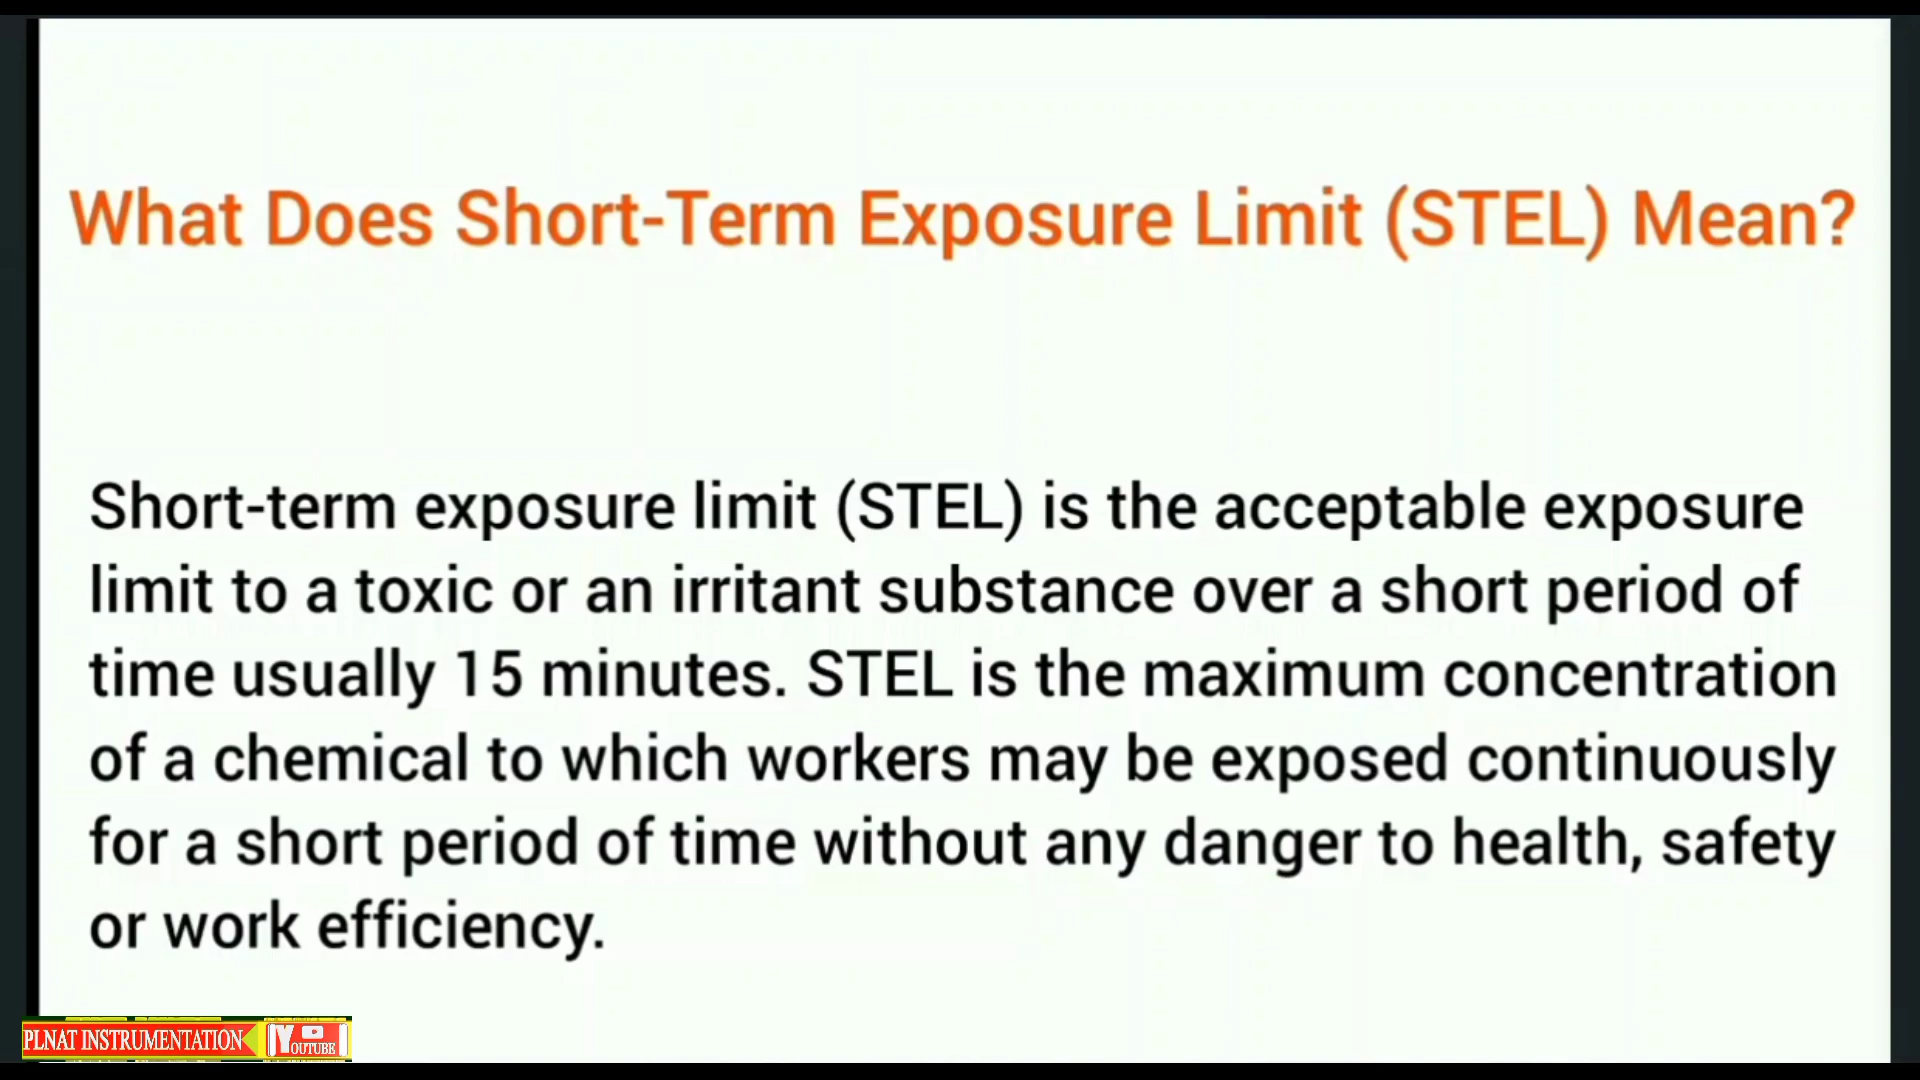 What Does Short-Term Exposure Limit (STEL) Mean?
Short-term exposure limit (STEL) is the acceptable exposure
limit to a toxic or an irritant substance over a short period of
time usually 15 minutes. STEL is the maximum concentration
of a chemical to which workers may be exposed continuously
for a short period of time without any danger to health, safety
or work efficiency.
PLNAT INSTRUMENTATION YOUTUBE